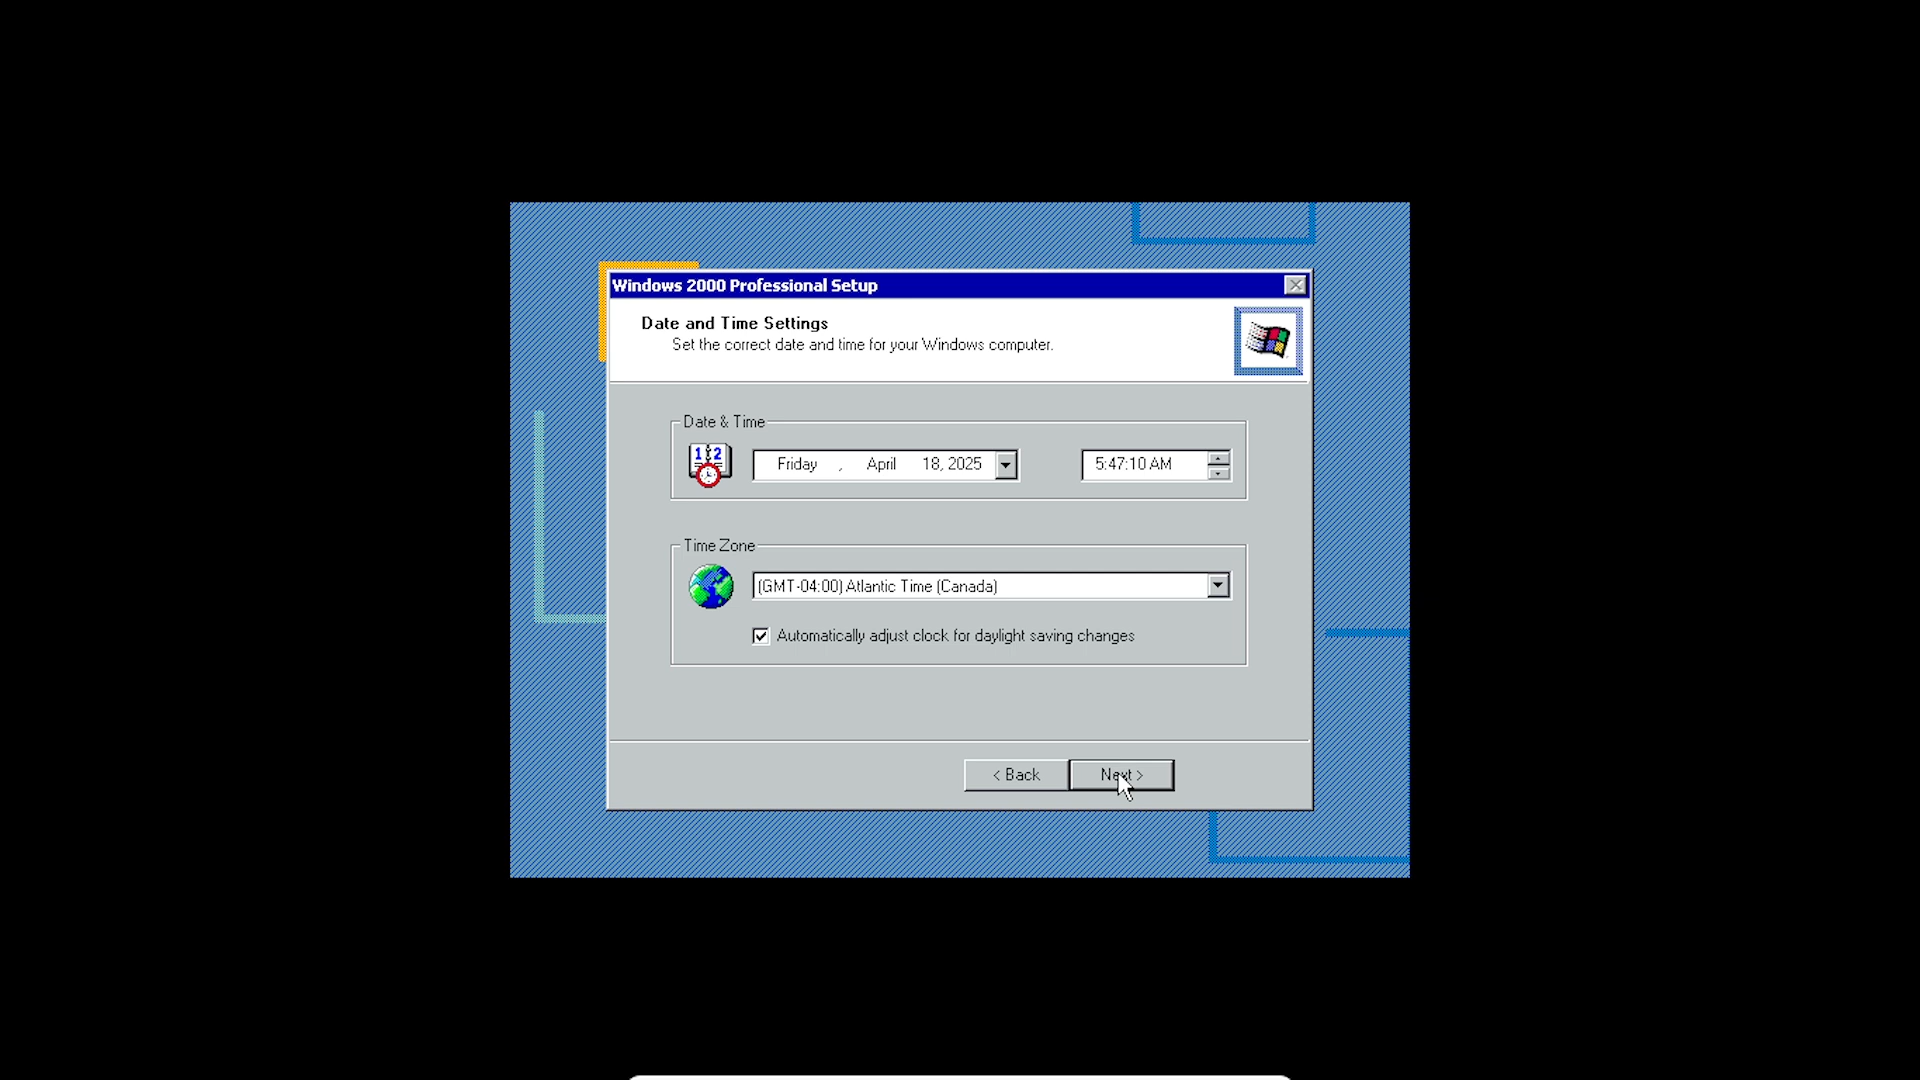 Windows 2000 Professional Setup
Date and Time Settings
Set the correct date and time for your Windows computer.
Date & Time
12
Friday , April 18, 2025
5:47:10 AM
Time Zone
(GMT-04:00) Atlantic Time (Canada)
Automatically adjust clock for daylight saving changes
< Back
Next >